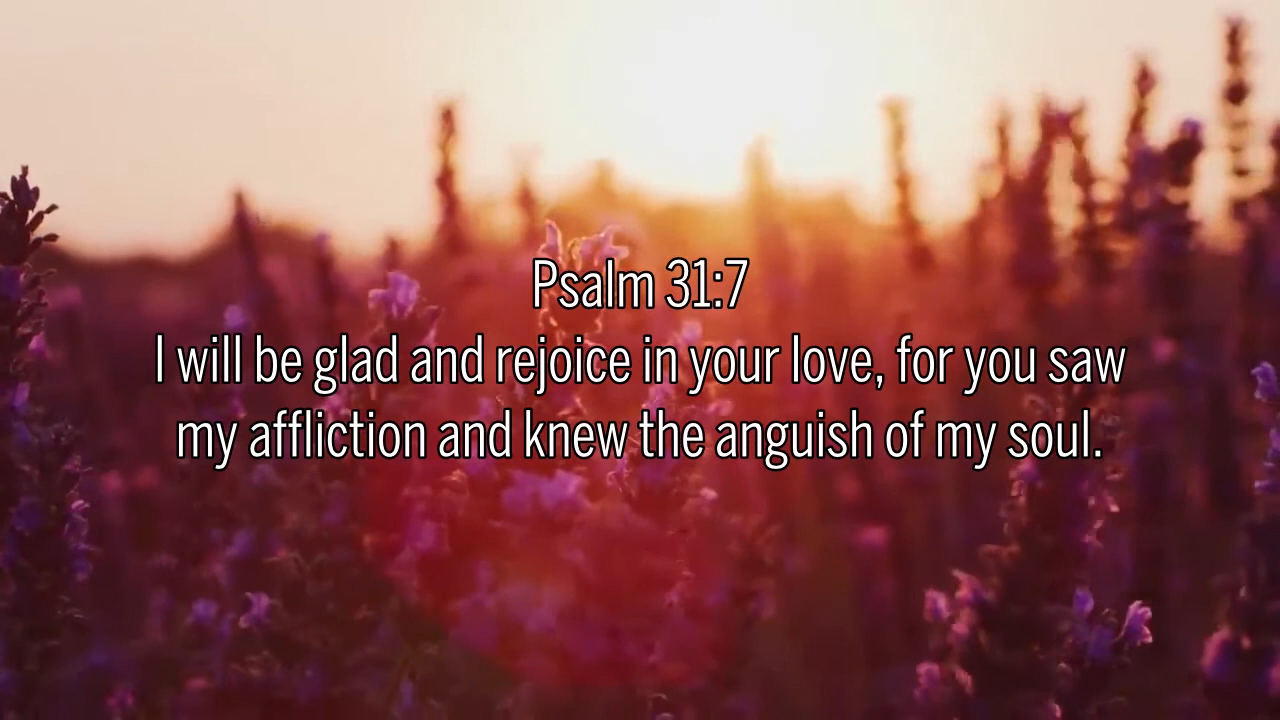 Psalm 31:7
I will be glad and rejoice in your love, for you saw
my affliction and knew the anguish of my soul.